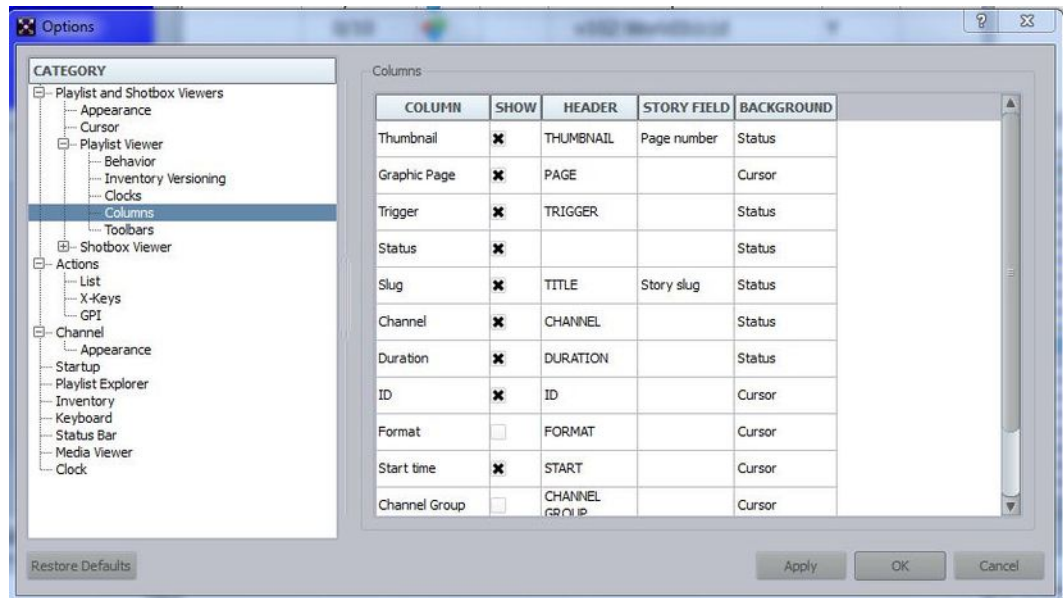 Options
CATEGORY
Playlist and Shotbox Viewers
Appearance
Cursor
Playlist Viewer
Behavior
Inventory Versioning
Clocks
Columns
Toolbars
Shotbox Viewer
Actions
List
X-Keys
GPI
Channel
Appearance
Startup
Playlist Explorer
Inventory
Keyboard
Status Bar
Media Viewer
Clock
Columns
COLUMN SHOW HEADER STORY FIELD BACKGROUND
Thumbnail THUMBNAIL Page number Status
Graphic Page PAGE Cursor
Trigger TRIGGER Status
Status Status
Slug TITLE Story slug Status
Channel CHANNEL Status
Duration DURATION Status
ID ID Cursor
Format FORMAT Cursor
Start time START Cursor
Channel Group CHANNEL GROUP Cursor
Restore Defaults Apply OK Cancel